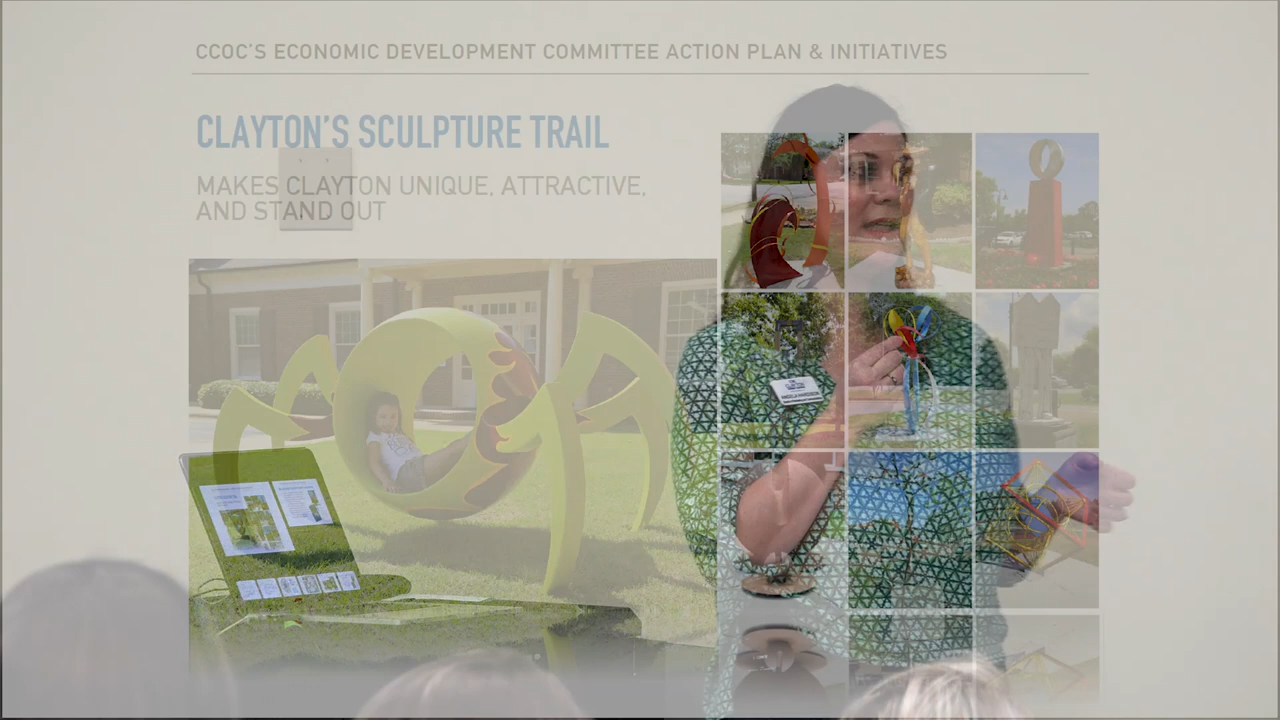 CCOC'S ECONOMIC DEVELOPMENT COMMITTEE ACTION PLAN & INITIATIVES
CLAYTON'S SCULPTURE TRAIL
MAKES CLAYTON UNIQUE, ATTRACTIVE,
AND STAND OUT